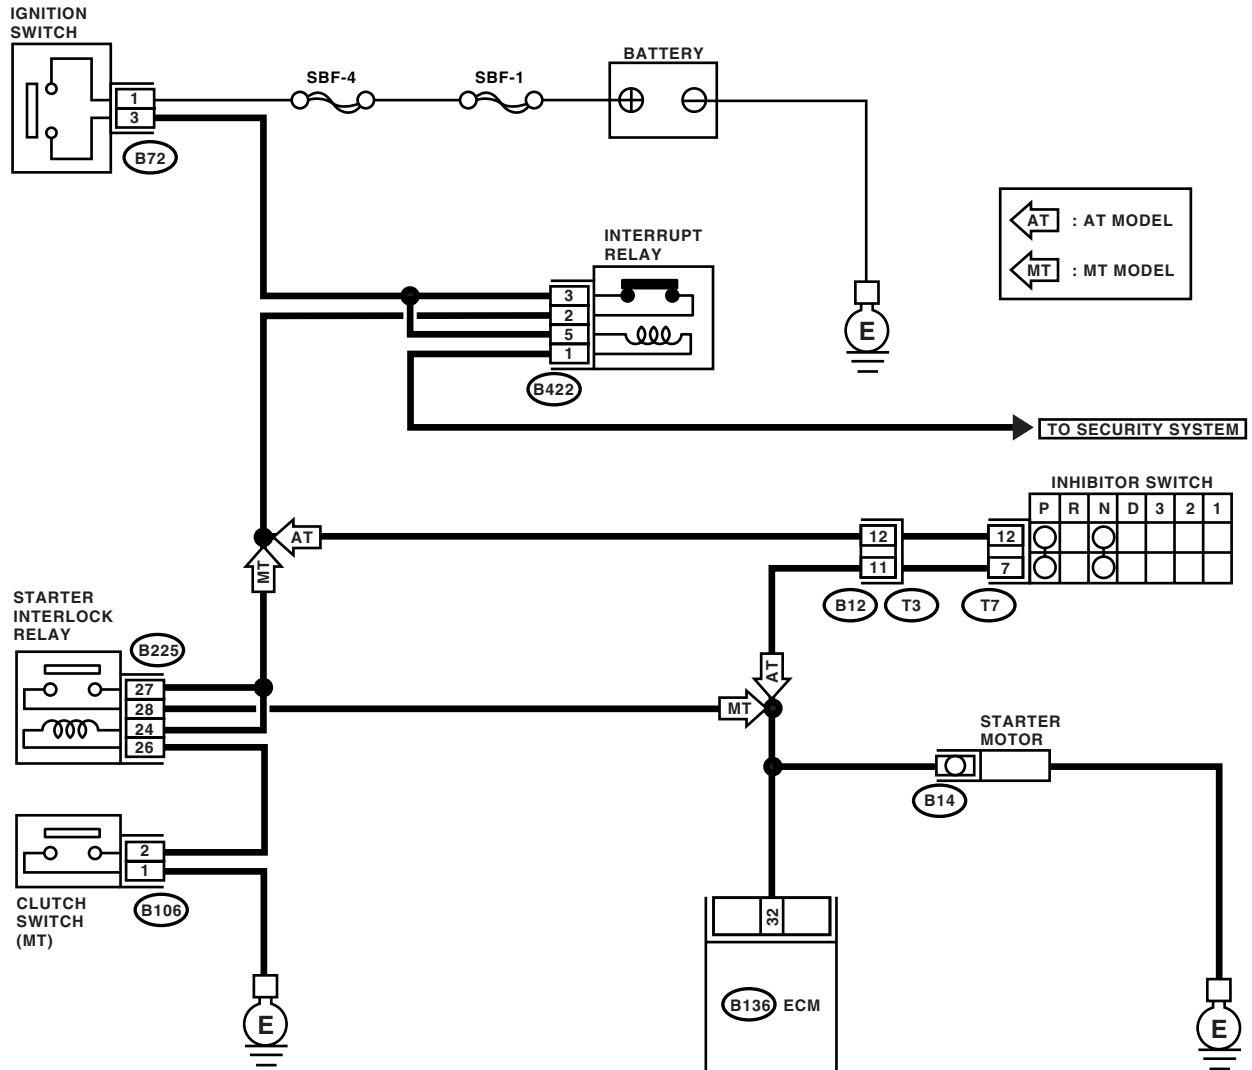 IGNITION
SWITCH
1
3
B72
SBF-4
SBF-1
BATTERY
E
AT : AT MODEL
MT : MT MODEL
INTERRUPT
RELAY
3
2
5
1
B422
TO SECURITY SYSTEM
INHIBITOR SWITCH
P R N D 3 2 1
AT
12
11
12
7
B12
T3
T7
MT
STARTER
INTERLOCK
RELAY
B225
27
28
24
26
AT
MT
STARTER
MOTOR
B14
2
1
B106
CLUTCH
SWITCH
(MT)
E
32
B136 ECM
E